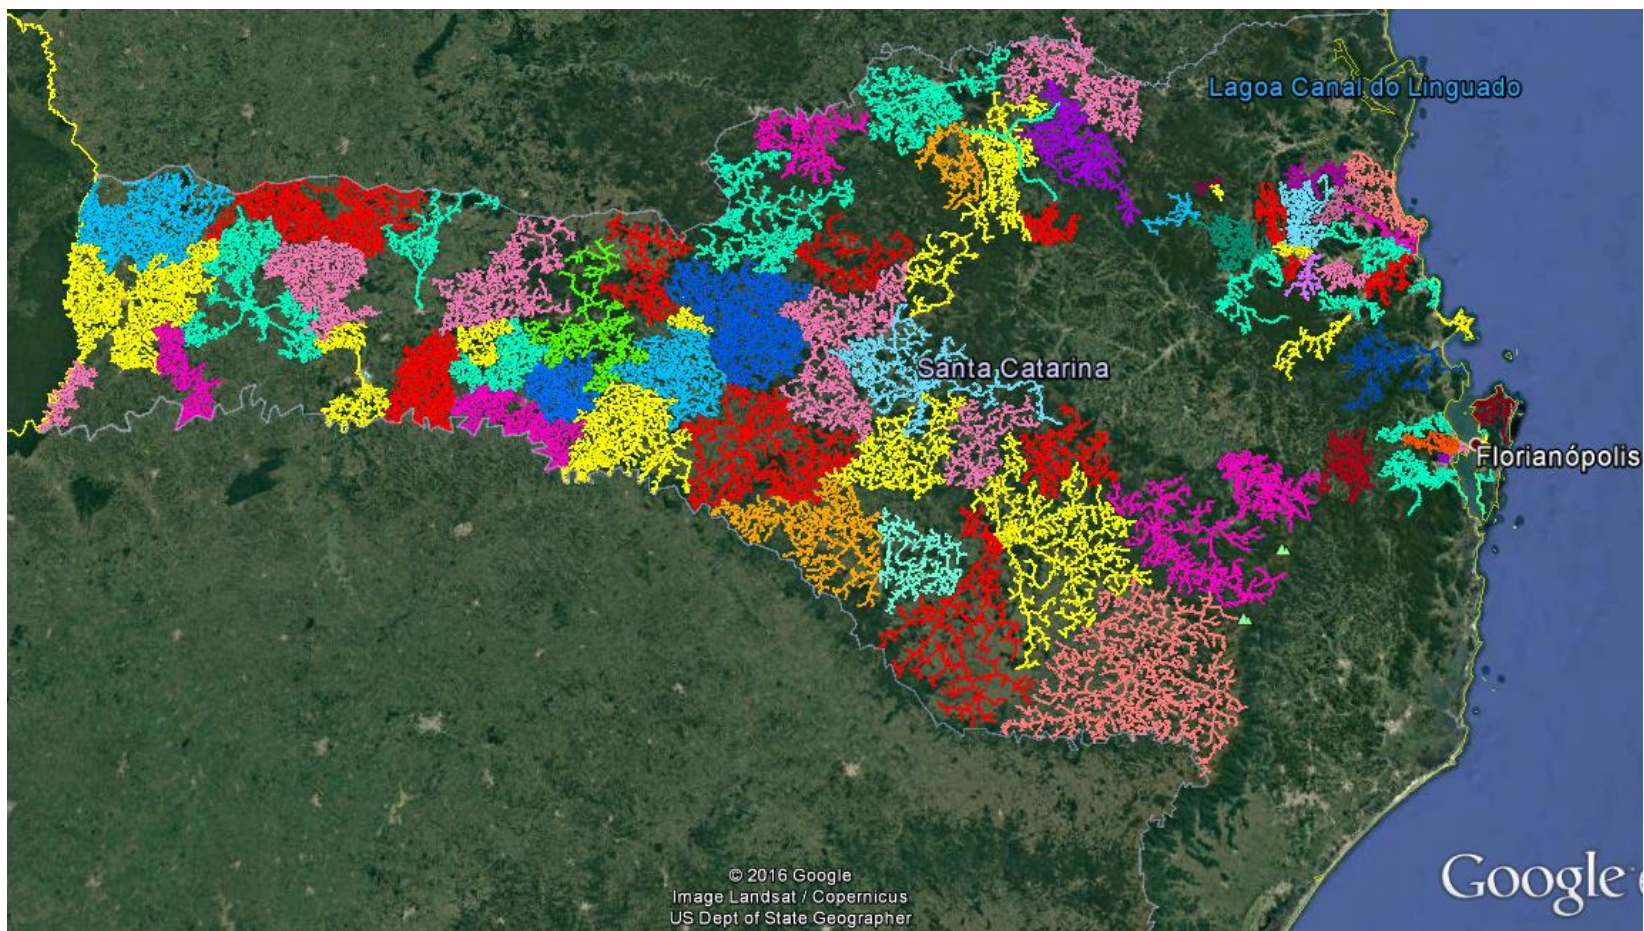 Lagoa Canal do Linguado
Santa Catarina
Florianópolis
© 2016 Google
Image Landsat / Copernicus
US Dept of State Geographer
Google e